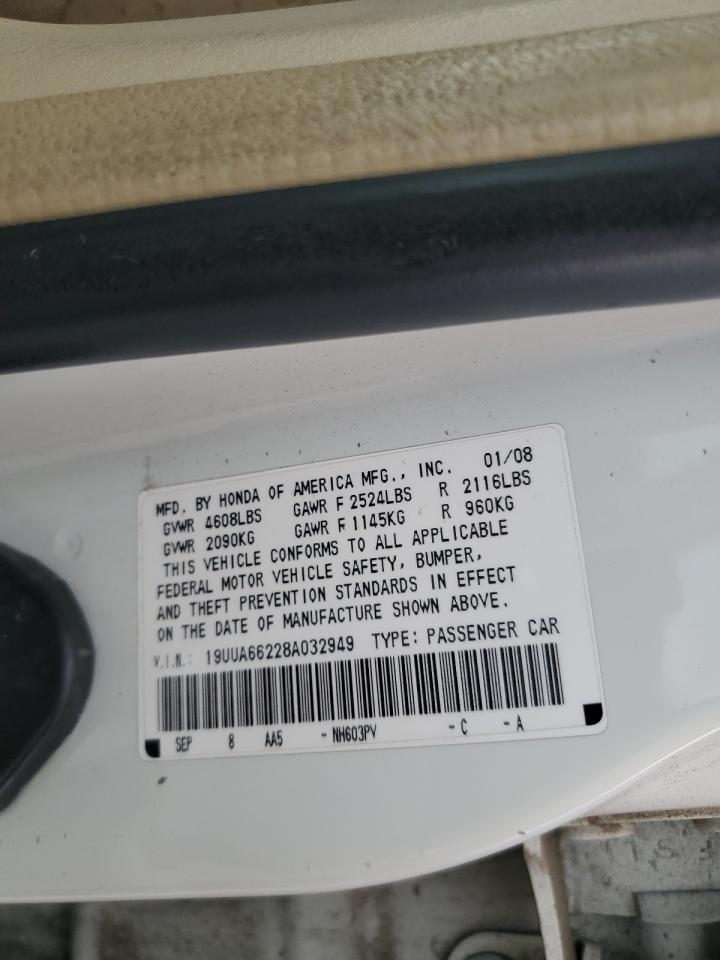 MFD. BY HONDA OF AMERICA MFG., INC. 01/08
GVWR 4608LBS GAWR F 2524LBS R 2116LBS
GVWR 2090KG GAWR F 1145KG R 960KG
THIS VEHICLE CONFORMS TO ALL APPLICABLE
FEDERAL MOTOR VEHICLE SAFETY, BUMPER,
AND THEFT PREVENTION STANDARDS IN EFFECT
ON THE DATE OF MANUFACTURE SHOWN ABOVE.
V.I.N.: 19UUA66228A032949 TYPE: PASSENGER CAR
SEP 8 AA5 -NH603PV -C -A